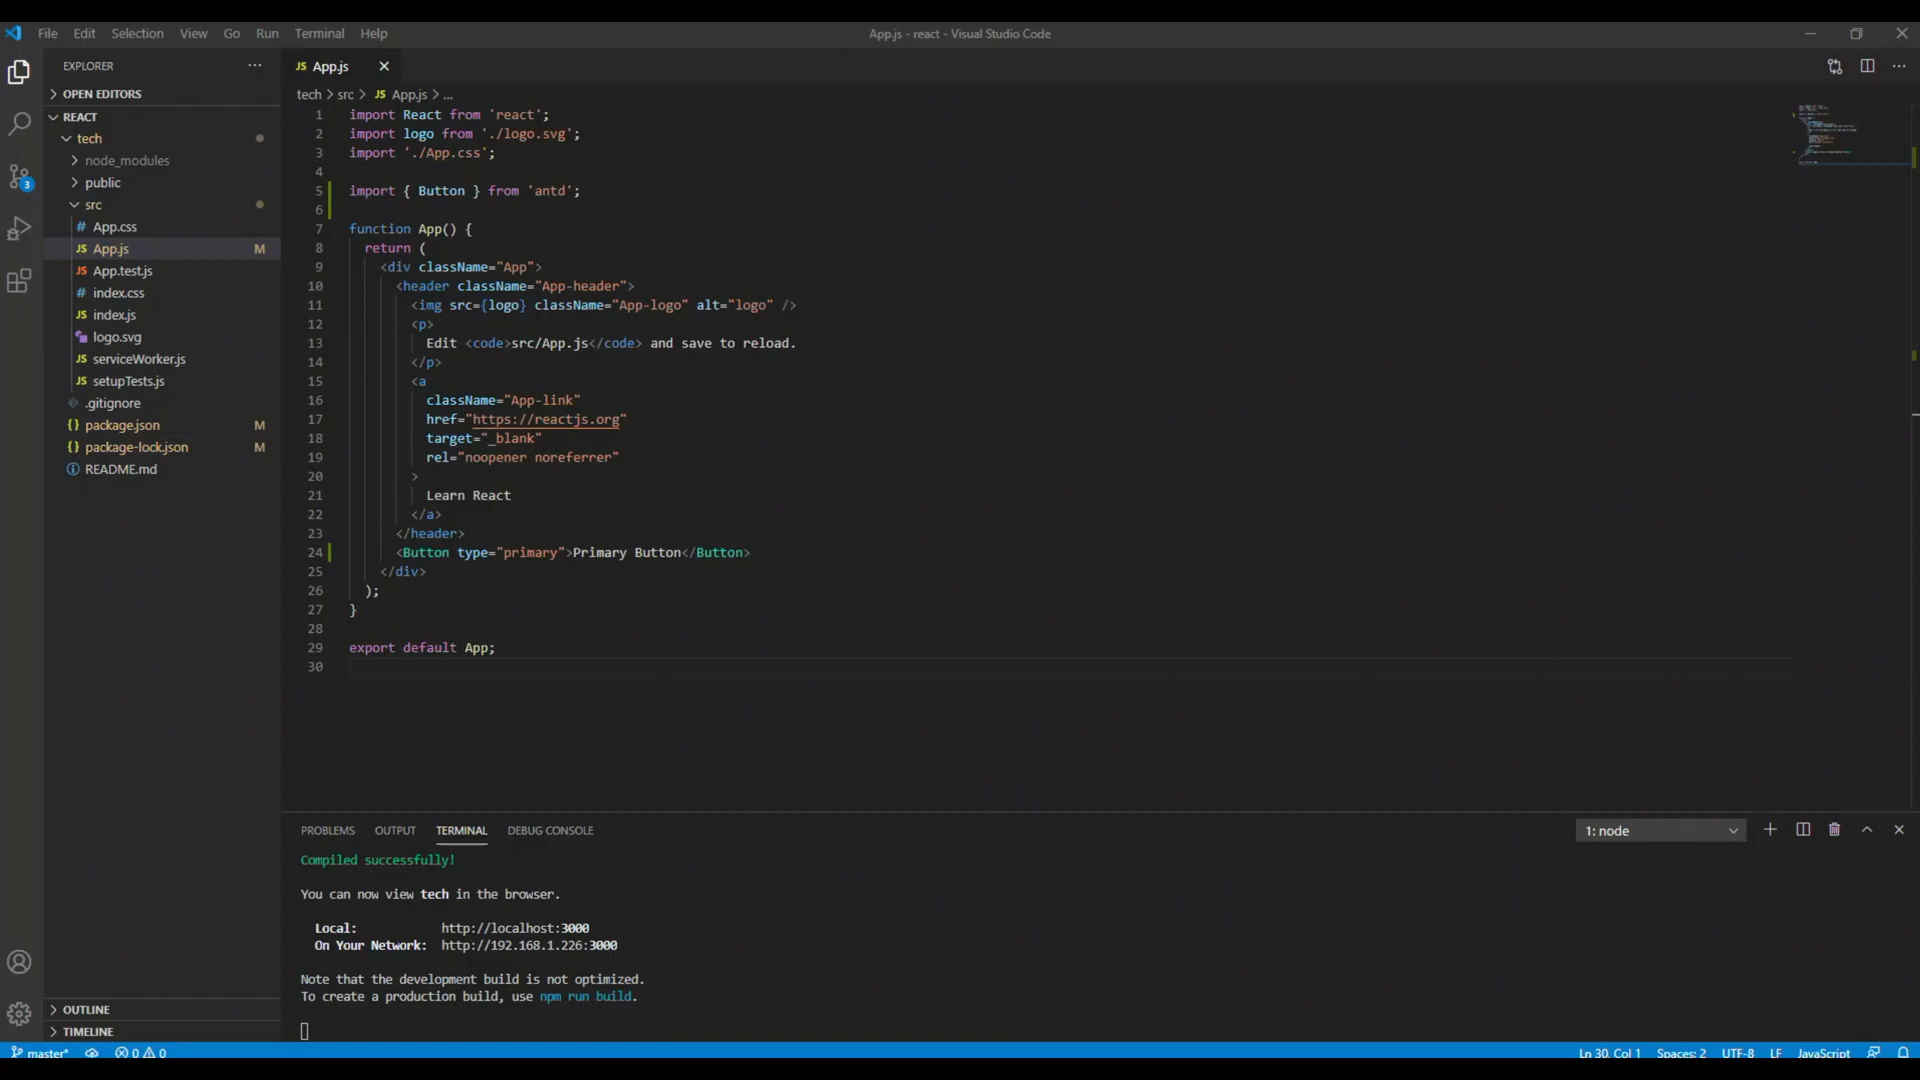 File Edit Selection View Go Run Terminal Help
App.js - react - Visual Studio Code
EXPLORER
OPEN EDITORS
REACT
tech
node_modules
public
src
# App.css
JS App.js M
JS App.test.js
# index.css
JS index.js
logo.svg
JS serviceWorker.js
JS setupTests.js
.gitignore
{} package.json M
{} package-lock.json M
README.md
OUTLINE
TIMELINE
3
JS App.js
tech > src > JS App.js > ...
1 import React from 'react';
2 import logo from './logo.svg';
3 import './App.css';
4
5 import { Button } from 'antd';
6
7 function App() {
8 return (
9 <div className="App">
10 <header className="App-header">
11 <img src={logo} className="App-logo" alt="logo" />
12 <p>
13 Edit <code>src/App.js</code> and save to reload.
14 </p>
15 <a
16 className="App-link"
17 href="https://reactjs.org"
18 target="_blank"
19 rel="noopener noreferrer"
20 >
21 Learn React
22 </a>
23 </header>
24 <Button type="primary">Primary Button</Button>
25 </div>
26 );
27 }
28
29 export default App;
30
PROBLEMS OUTPUT TERMINAL DEBUG CONSOLE
1: node
Compiled successfully!
You can now view tech in the browser.
Local: http://localhost:3000
On Your Network: http://192.168.1.226:3000
Note that the development build is not optimized.
To create a production build, use npm run build.
master* 0 0
Ln 30, Col 1 Spaces: 2 UTF-8 LF JavaScript